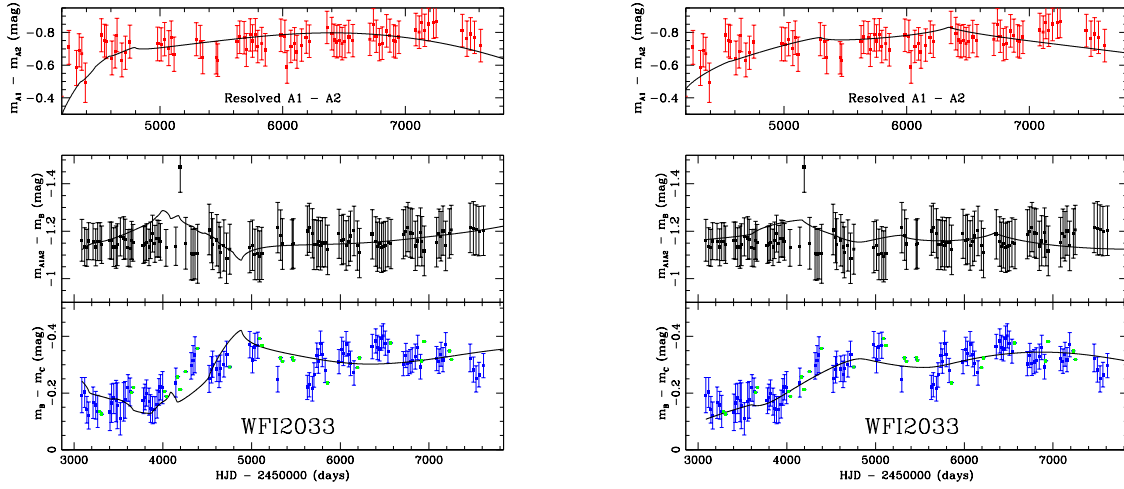 m_A1 − m_A2 (mag)
−0.8
−0.6
−0.4
Resolved A1 − A2
5000 6000 7000
m_A1A2 − m_B (mag)
−1.4
−1.2
−1
m_B − m_C (mag)
−0.4
−0.2
0
WFI2033
3000 4000 5000 6000 7000
HJD − 2450000 (days)
m_A1 − m_A2 (mag)
−0.8
−0.6
−0.4
Resolved A1 − A2
5000 6000 7000
m_A1A2 − m_B (mag)
−1.4
−1.2
−1
m_B − m_C (mag)
−0.4
−0.2
0
WFI2033
3000 4000 5000 6000 7000
HJD − 2450000 (days)